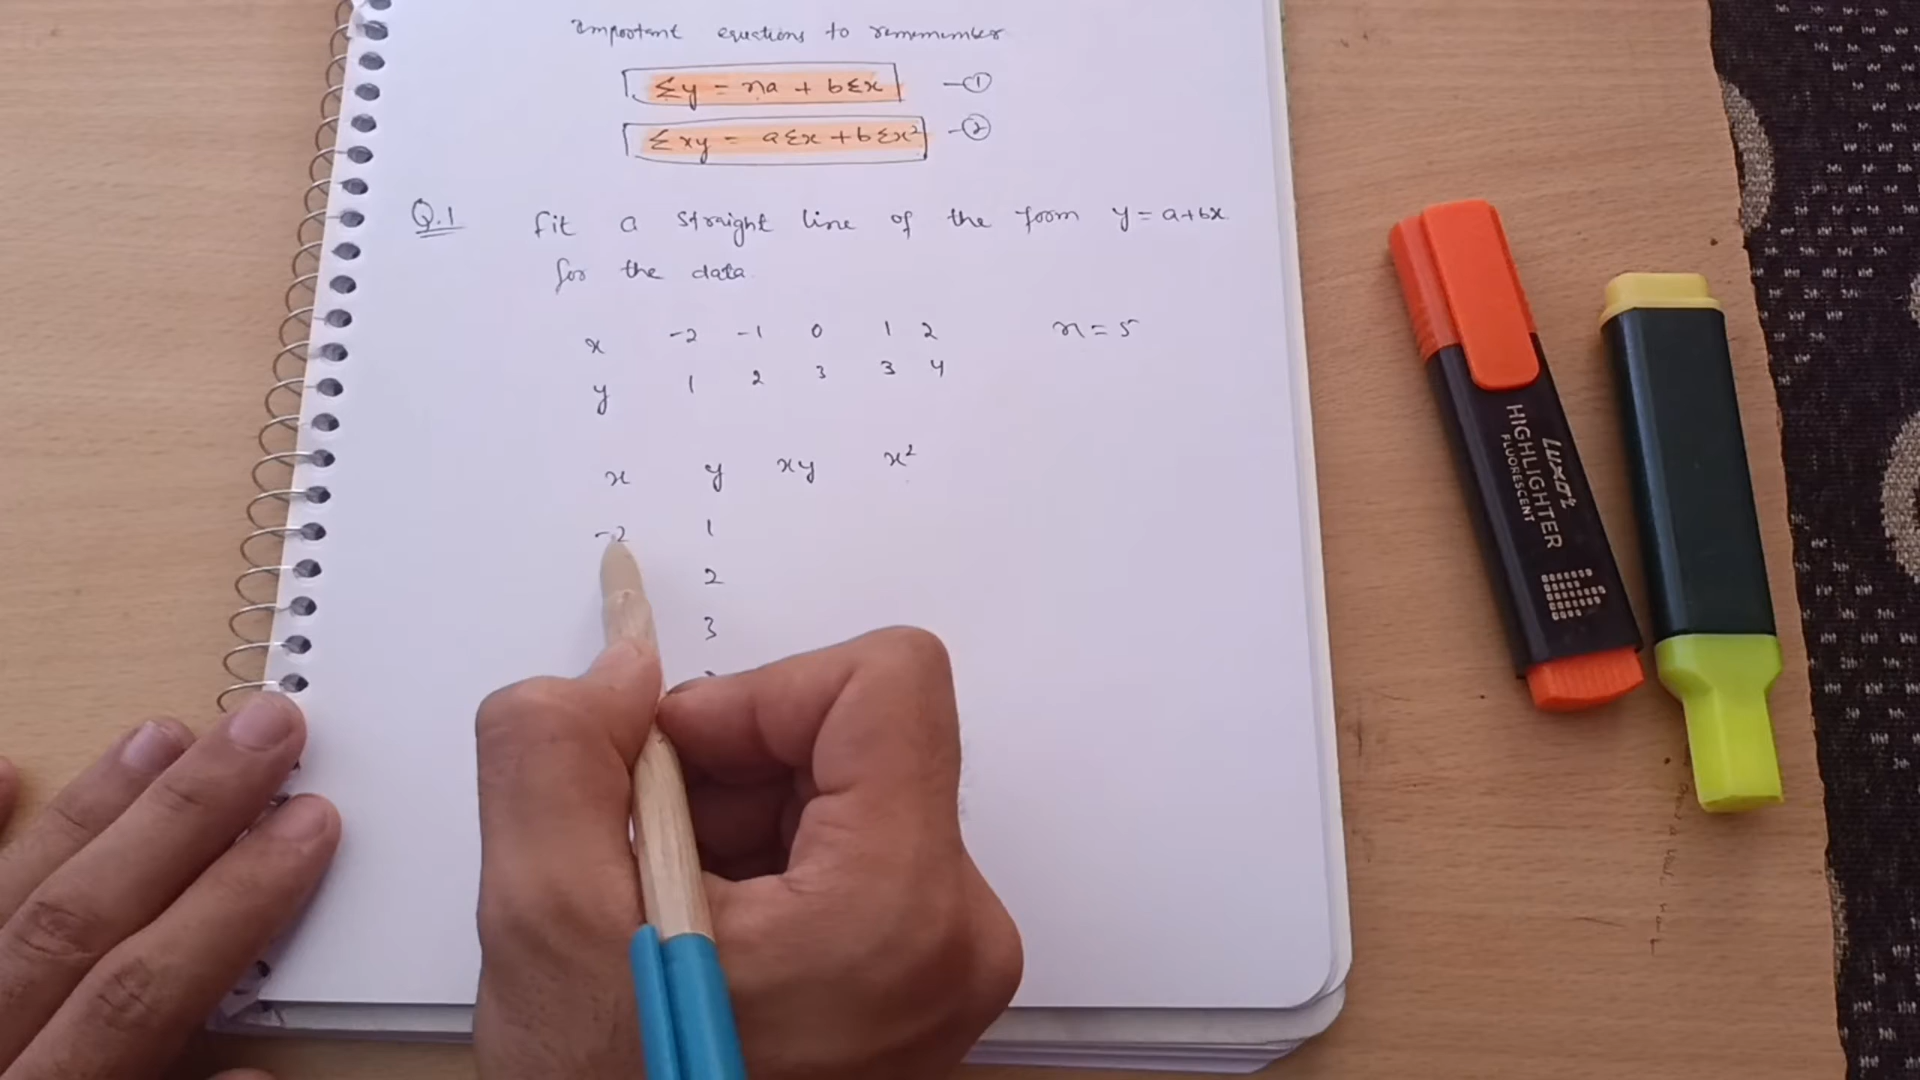 Important equations to rememember
Σy = na + bΣx —①
Σxy = aΣx + bΣx² —②
Q.1 fit a straight line of the form y = a+bx
for the data.
x -2 -1 0 1 2 n = 5
y 1 2 3 3 4
x y xy x²
-2 1
2
3
LUXOR
HIGHLIGHTER
FLUORESCENT